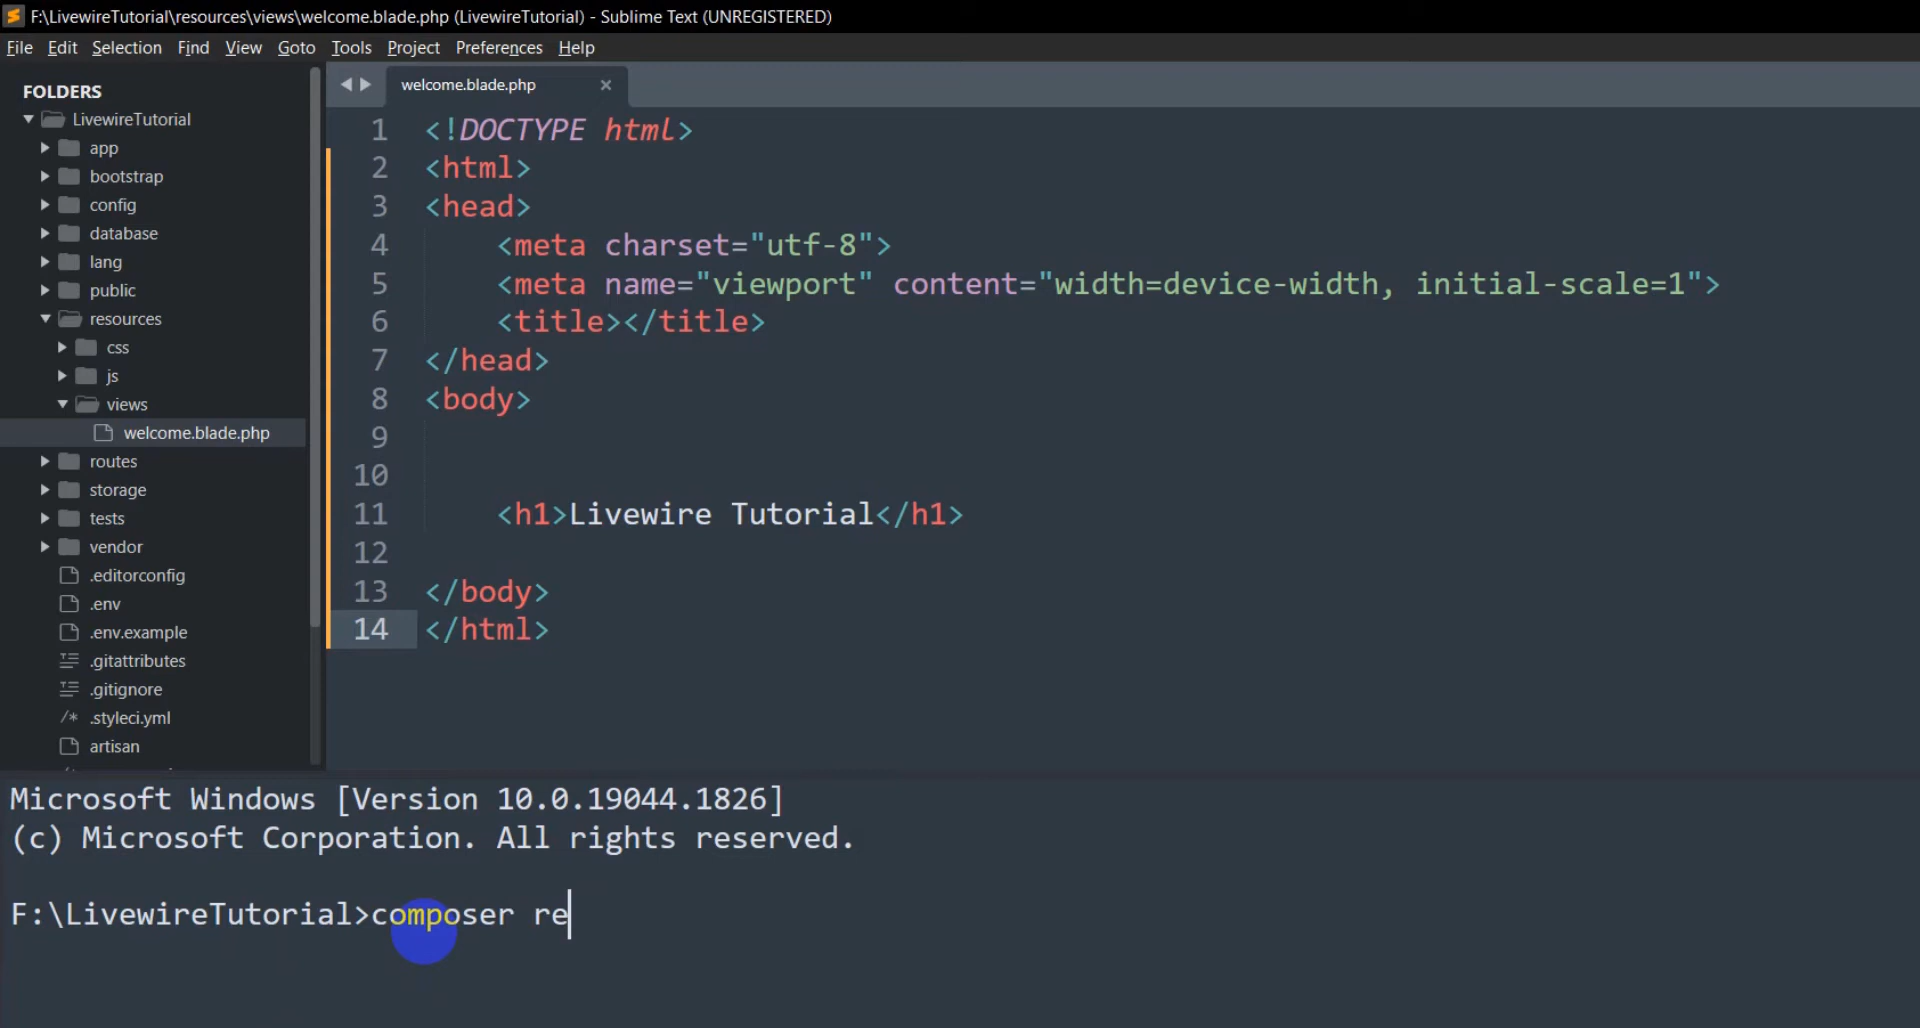 F:\LivewireTutorial\resources\views\welcome.blade.php (LivewireTutorial) - Sublime Text (UNREGISTERED)
File Edit Selection Find View Goto Tools Project Preferences Help
FOLDERS
LivewireTutorial
app
bootstrap
config
database
lang
public
resources
css
js
views
welcome.blade.php
routes
storage
tests
vendor
.editorconfig
.env
.env.example
.gitattributes
.gitignore
.styleci.yml
artisan
welcome.blade.php
1 <!DOCTYPE html>
2 <html>
3 <head>
4 <meta charset="utf-8">
5 <meta name="viewport" content="width=device-width, initial-scale=1">
6 <title></title>
7 </head>
8 <body>
9
10
11 <h1>Livewire Tutorial</h1>
12
13 </body>
14 </html>
Microsoft Windows [Version 10.0.19044.1826]
(c) Microsoft Corporation. All rights reserved.
F:\LivewireTutorial>composer re